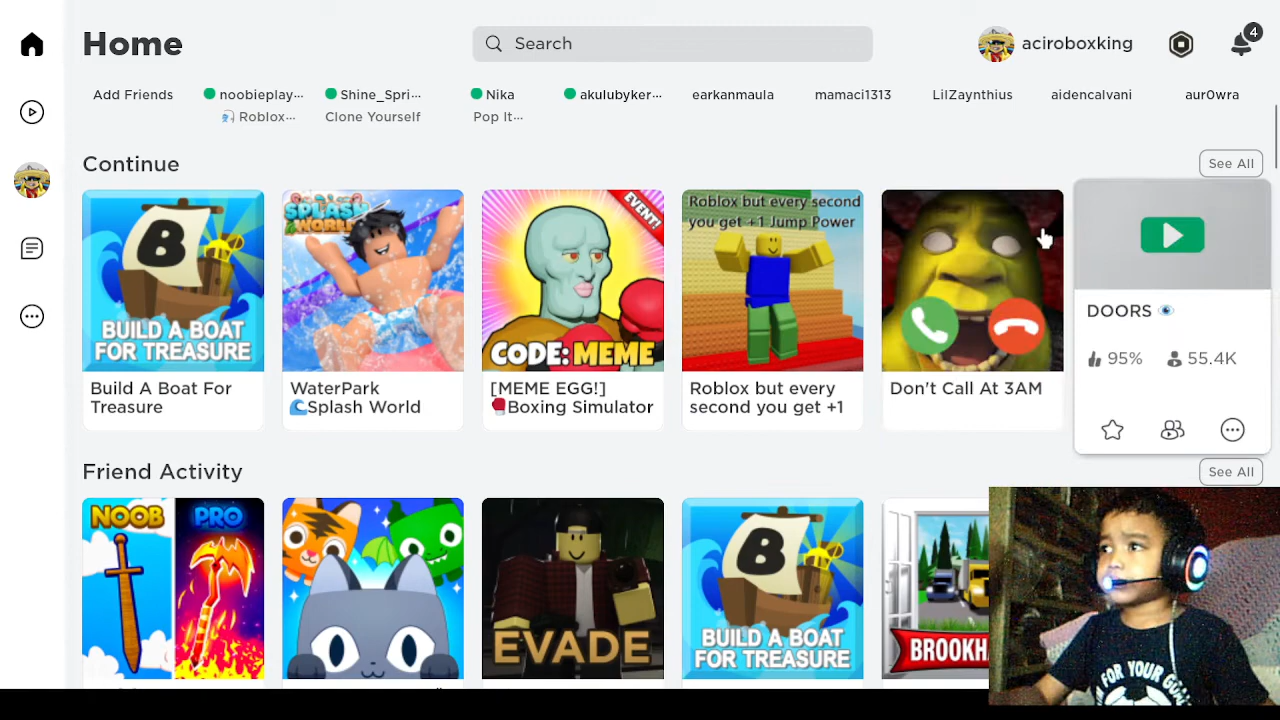 Home
Search
aciroboxking
4
Add Friends
noobieplay...
Shine_Spri...
Nika
akulubyker...
earkanmaula
mamaci1313
LilZaynthius
aidencalvani
aur0wra
Roblox...
Clone Yourself
Pop It...
Continue
See All
B
BUILD A BOAT
FOR TREASURE
SPLASH
WORLD
EVENT!
CODE: MEME
Roblox but every second
you get +1 Jump Power
Build A Boat For
Treasure
WaterPark
🌊Splash World
[MEME EGG!]
🥊Boxing Simulator
Roblox but every
second you get +1
Don't Call At 3AM
DOORS 👁️
95%
55.4K
Friend Activity
See All
NOOB
PRO
EVADE
B
BUILD A BOAT
FOR TREASURE
BROOKH
FOR YOUR